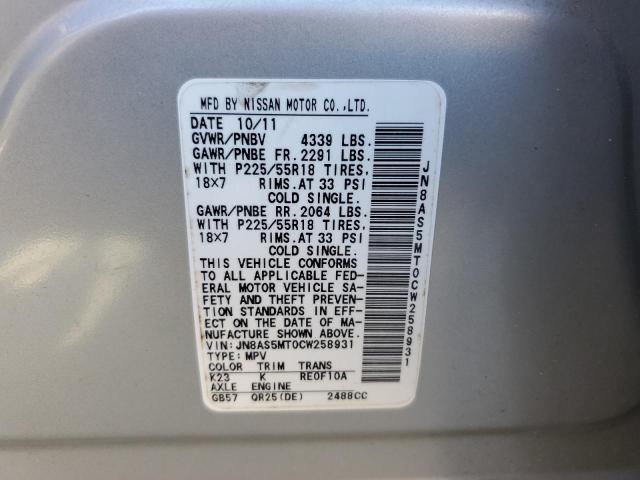 MFD BY NISSAN MOTOR CO.,LTD.
DATE 10/11
GVWR/PNBV 4339 LBS.
GAWR/PNBE FR. 2291 LBS.
WITH P225/55R18 TIRES,
18×7 RIMS.AT 33 PSI
COLD SINGLE.
GAWR/PNBE RR. 2064 LBS.
WITH P225/55R18 TIRES,
18×7 RIMS.AT 33 PSI
COLD SINGLE.
THIS VEHICLE CONFORMS
TO ALL APPLICABLE FED-
ERAL MOTOR VEHICLE SA-
FETY AND THEFT PREVEN-
TION STANDARDS IN EFF-
ECT ON THE DATE OF MA-
NUFACTURE SHOWN ABOVE.
VIN:JN8AS5MT0CW258931
TYPE:MPV
COLOR TRIM TRANS
K23 K RE0F10A
AXLE ENGINE
GB57 QR25(DE) 2488CC
JN8AS5MT0CW258931